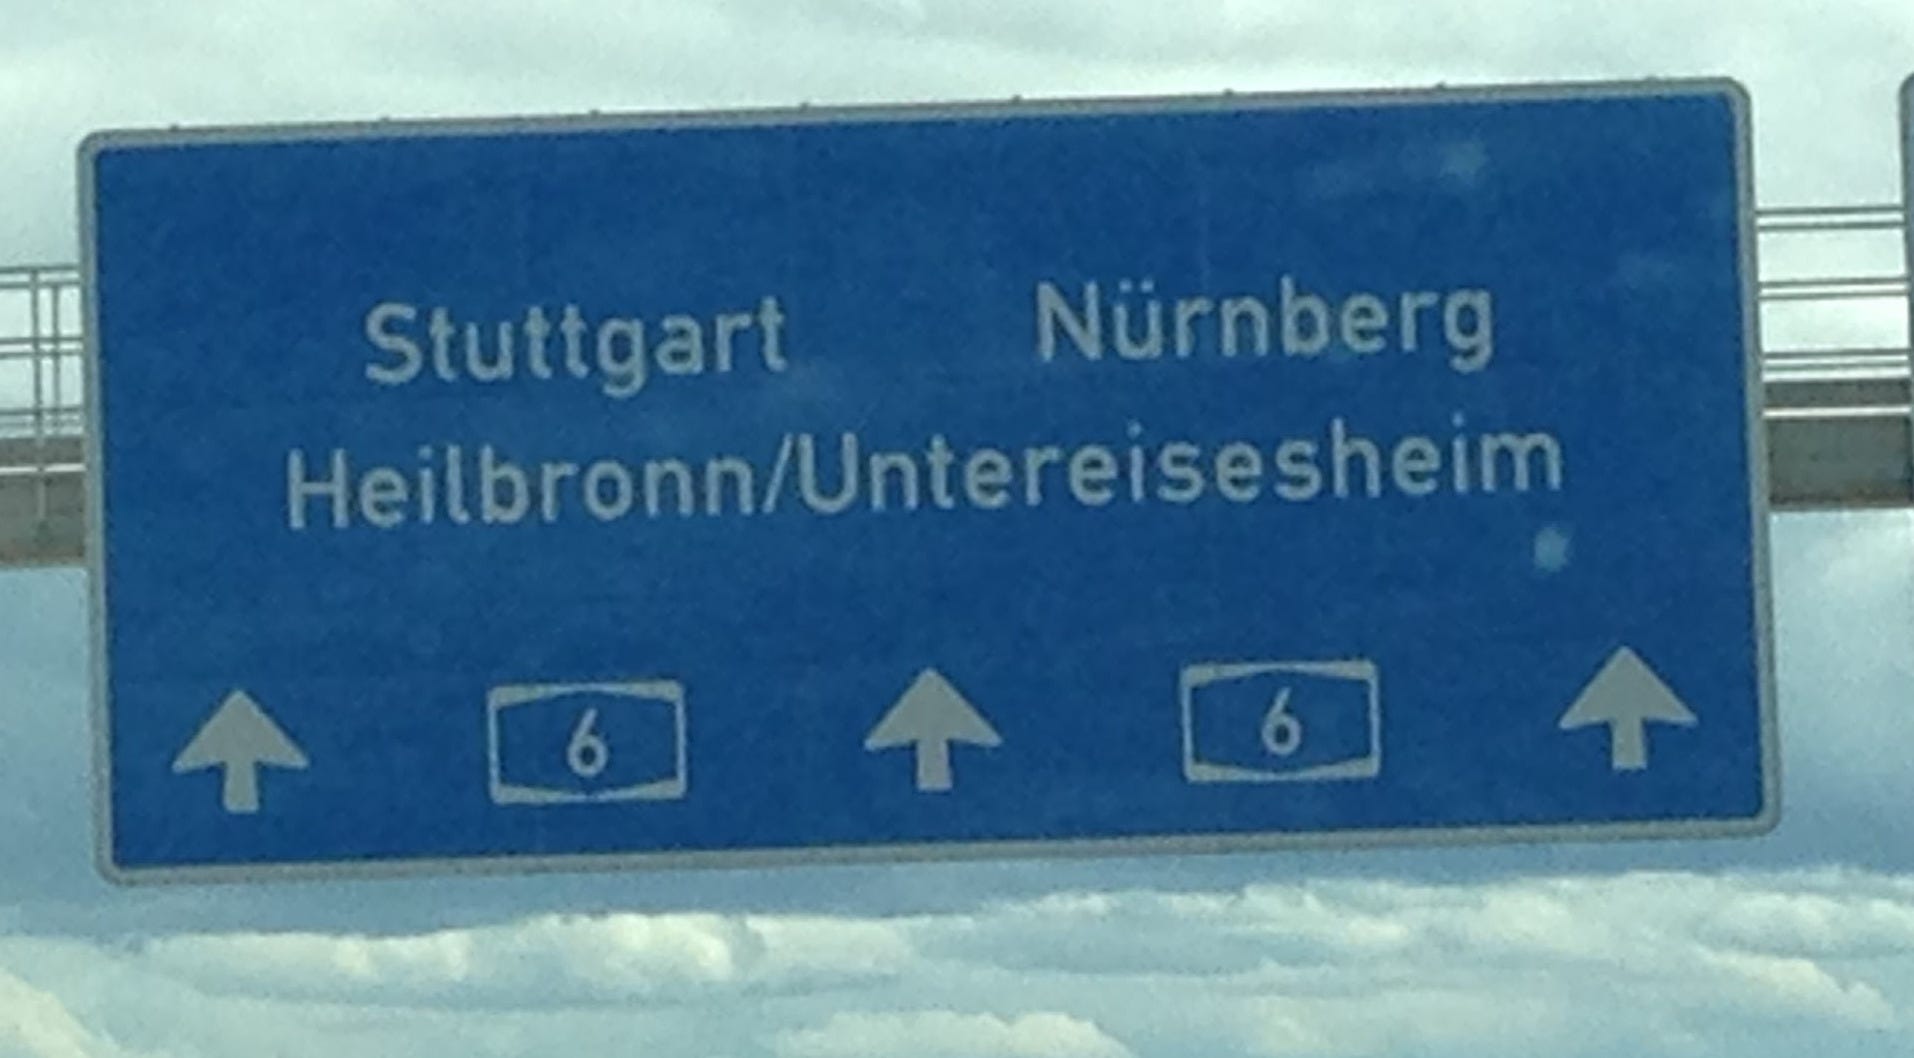 Stuttgart Nürnberg
Heilbronn/Untereisesheim
6 6